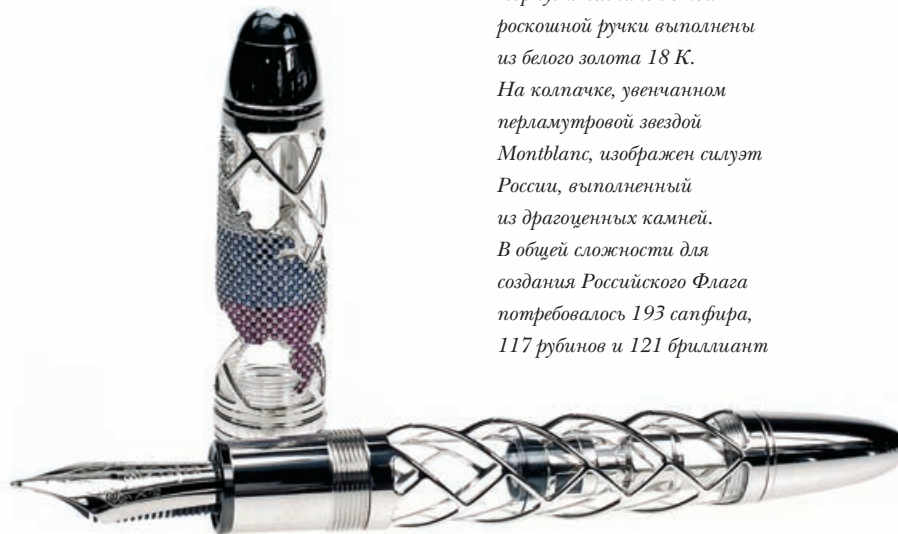 роскошной ручки выполнены
из белого золота 18 К.
На колпачке, увенчанном
перламутровой звездой
Montblanc, изображен силуэт
России, выполненный
из драгоценных камней.
В общей сложности для
создания Российского Флага
потребовалось 193 сапфира,
117 рубинов и 121 бриллиант